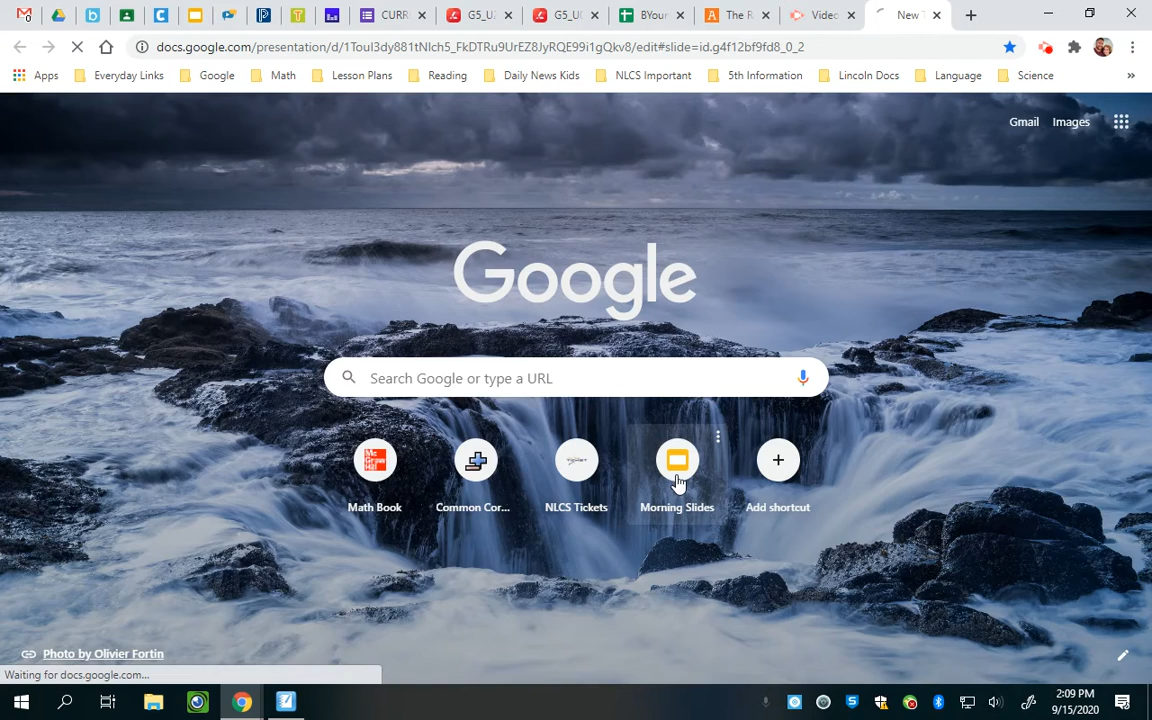 CURR
G5_U
G5_U
BYour
The R
Video
New T
docs.google.com/presentation/d/1TouI3dy881tNlch5_FkDTRu9UrEZ8JyRQE99i1gQkv8/edit#slide=id.g4f12bf9fd8_0_2
Apps Everyday Links Google Math Lesson Plans Reading Daily News Kids NLCS Important 5th Information Lincoln Docs Language Science
Gmail Images
Google
Search Google or type a URL
Math Book Common Cor... NLCS Tickets Morning Slides Add shortcut
Photo by Olivier Fortin
Waiting for docs.google.com...
2:09 PM
9/15/2020